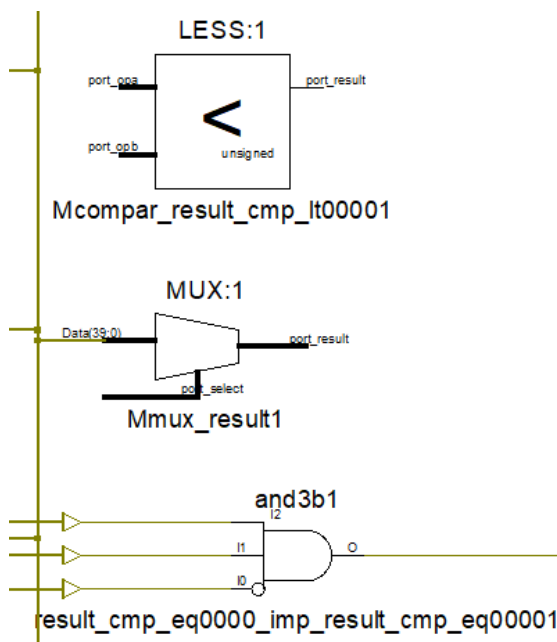 LESS:1
port_opa
port_result
<
port_opb
unsigned
Mcompar_result_cmp_lt00001
MUX:1
Data(39:0)
port_result
port_select
Mmux_result1
and3b1
I2
I1
O
I0
result_cmp_eq0000_imp_result_cmp_eq00001